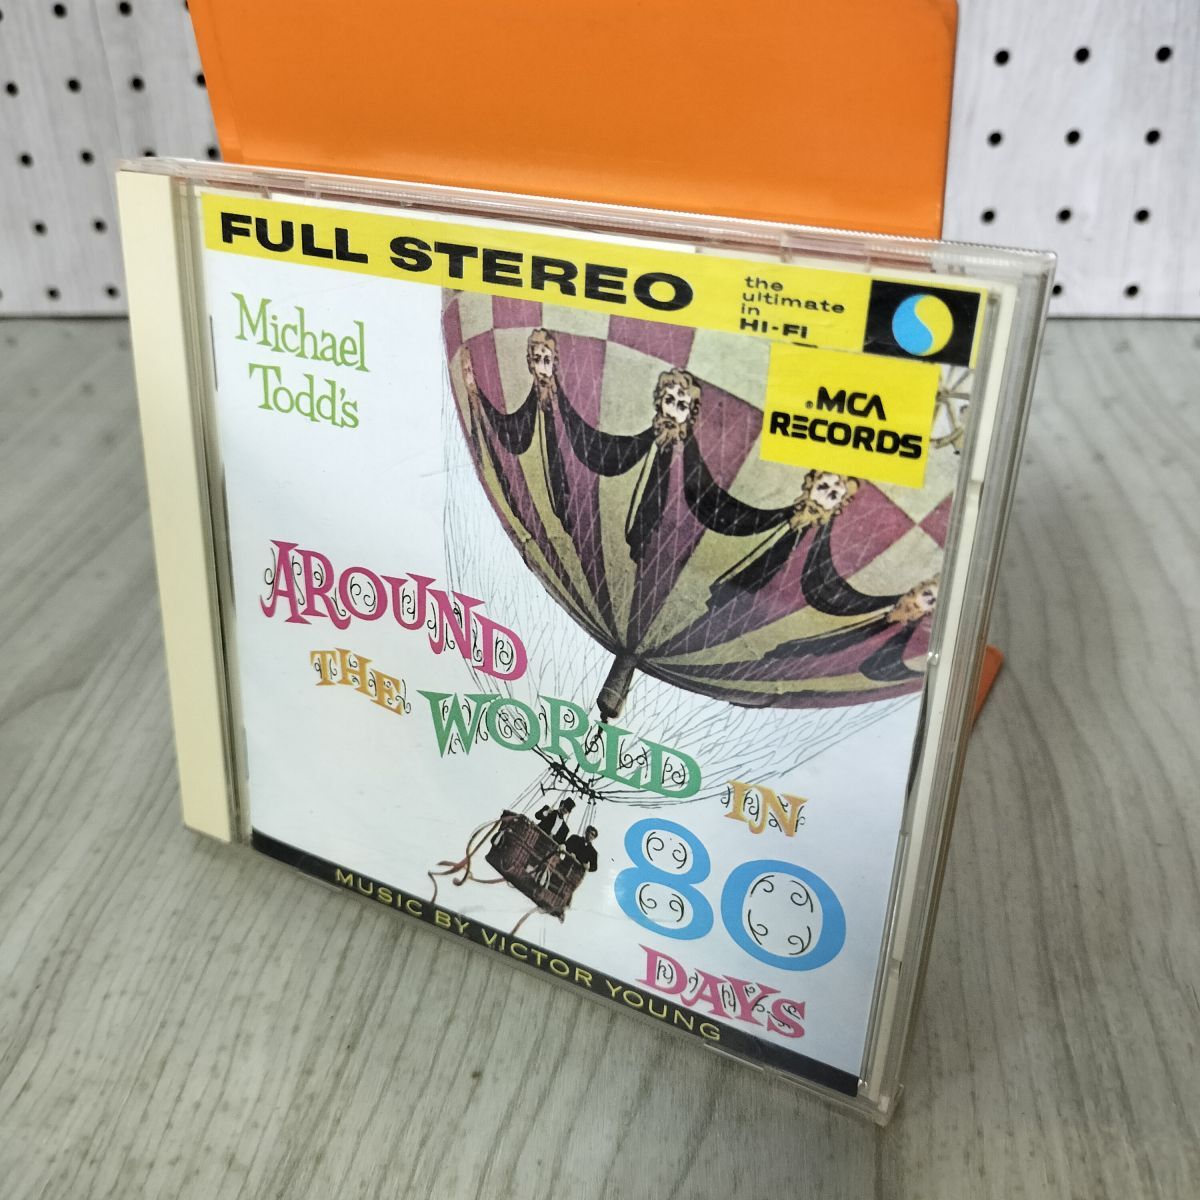 FULL STEREO
the
ultimate
in
HI-FI
® MCA
RECORDS
Michael
Todd's
AROUND
THE WORLD IN
80
DAYS
MUSIC BY VICTOR YOUNG